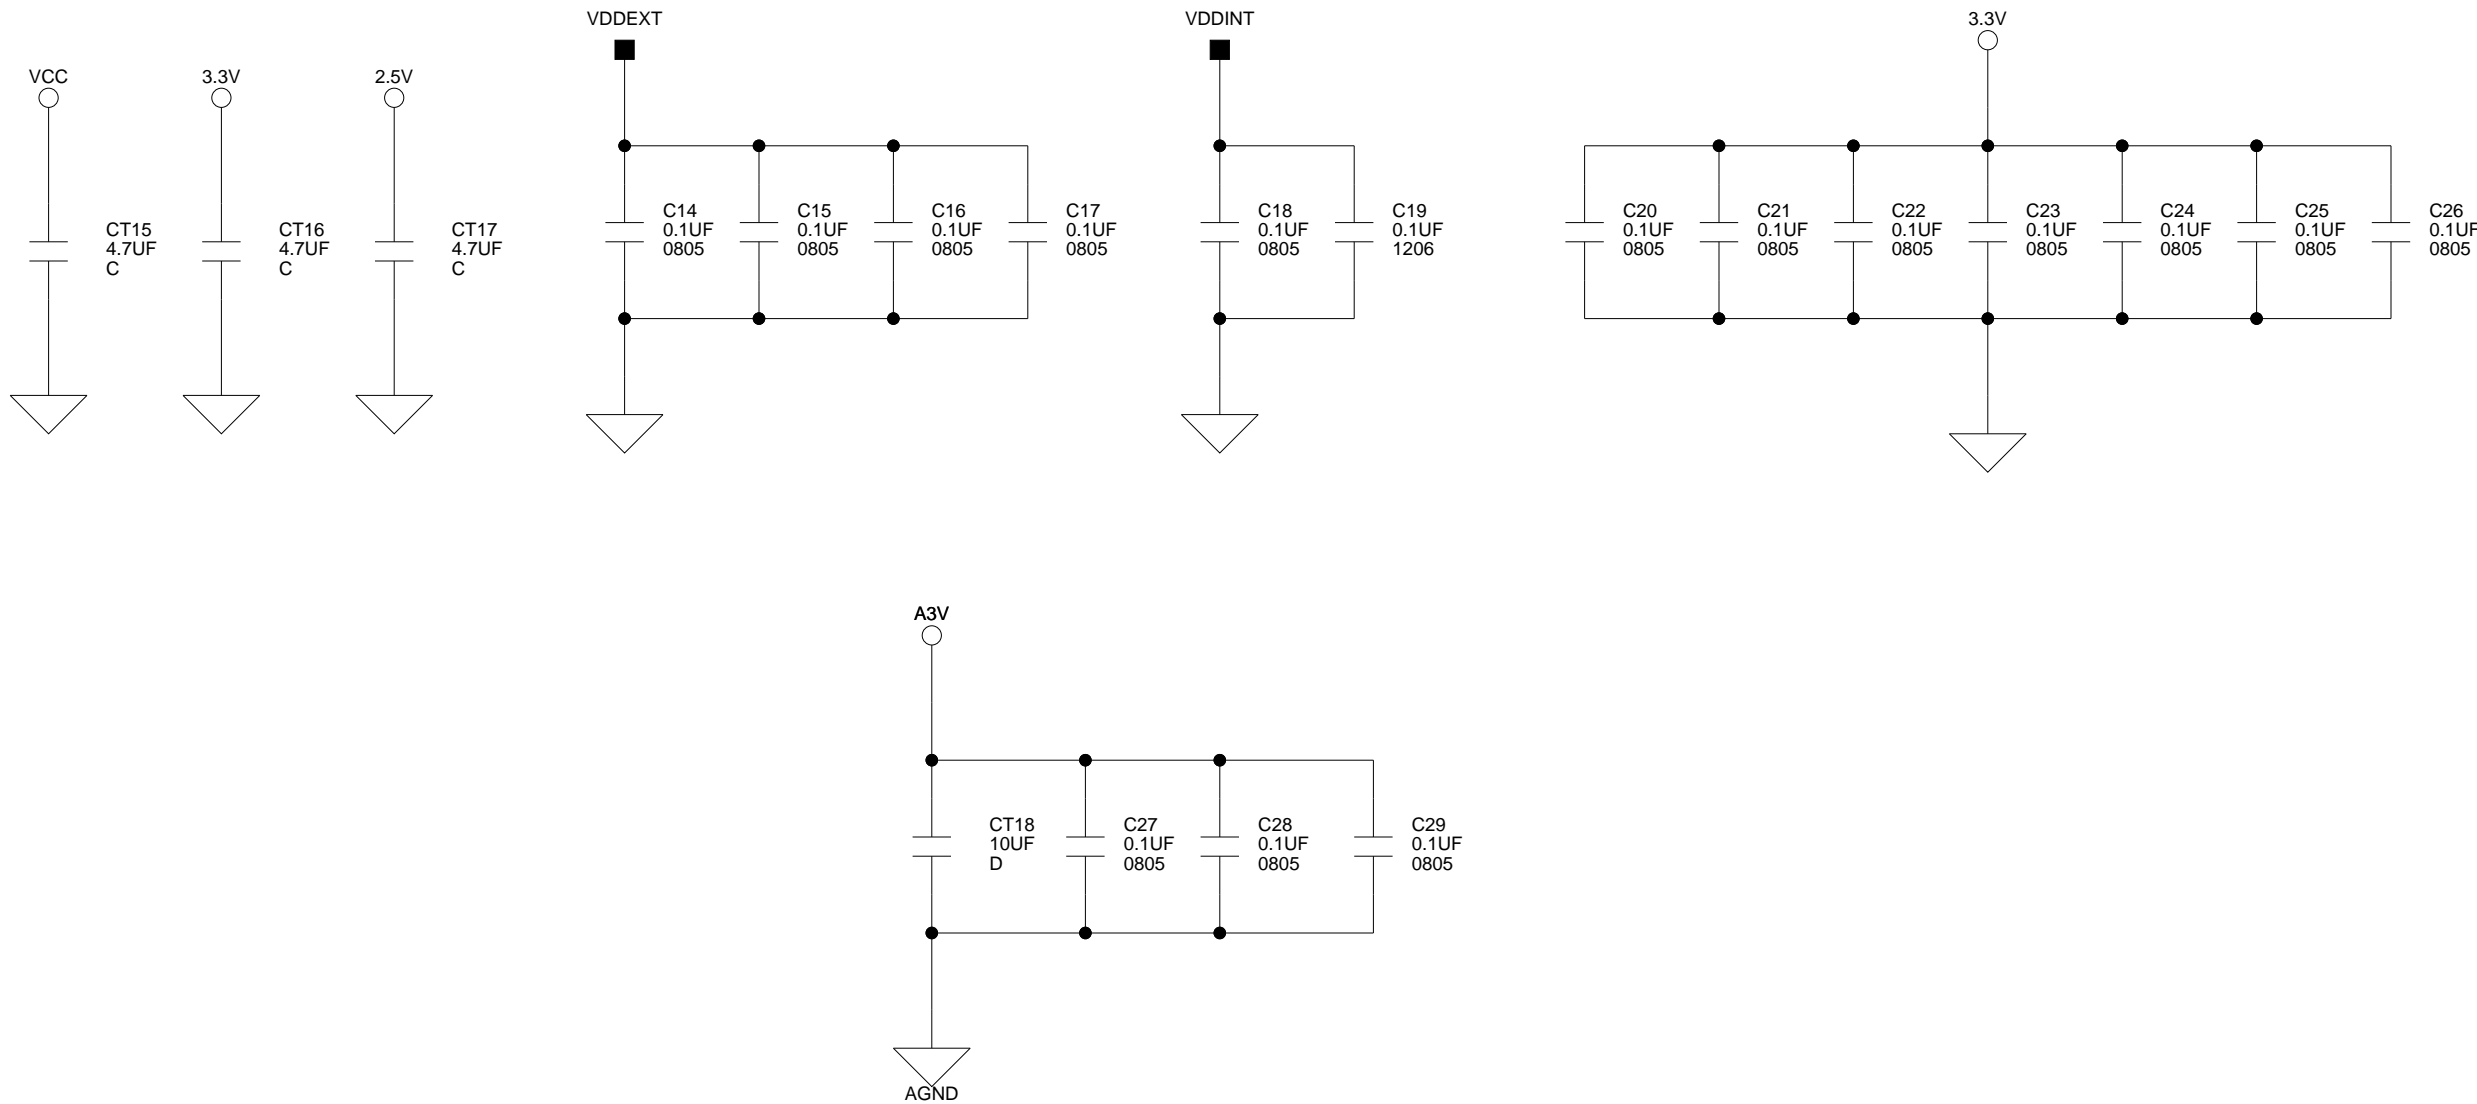 VDDEXT
VDDINT
3.3V
VCC
3.3V
2.5V
CT15
4.7UF
C
CT16
4.7UF
C
CT17
4.7UF
C
C14
0.1UF
0805
C15
0.1UF
0805
C16
0.1UF
0805
C17
0.1UF
0805
C18
0.1UF
0805
C19
0.1UF
1206
C20
0.1UF
0805
C21
0.1UF
0805
C22
0.1UF
0805
C23
0.1UF
0805
C24
0.1UF
0805
C25
0.1UF
0805
C26
0.1UF
0805
A3V
CT18
10UF
D
C27
0.1UF
0805
C28
0.1UF
0805
C29
0.1UF
0805
AGND